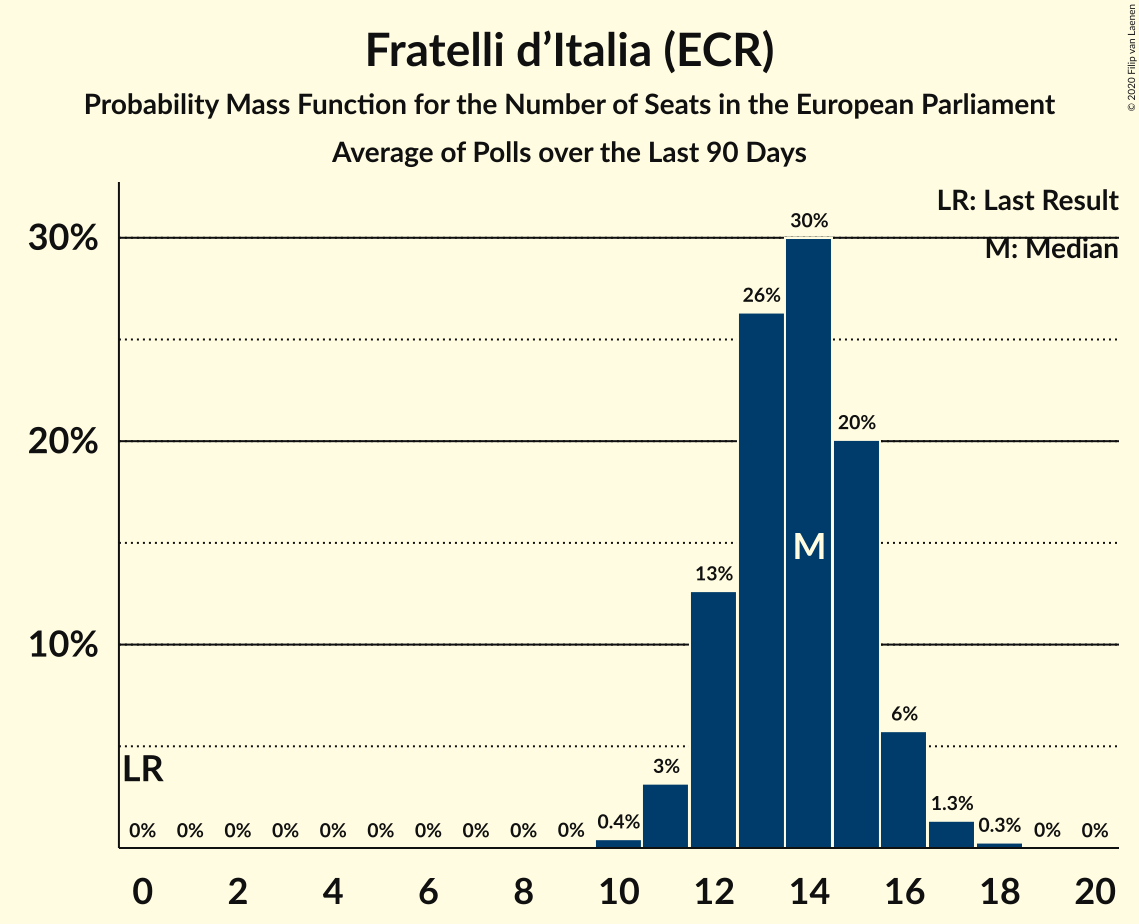 Fratelli d’Italia (ECR)
Probability Mass Function for the Number of Seats in the European Parliament
Average of Polls over the Last 90 Days
© 2020 Filip van Laenen
LR: Last Result
M: Median
30%
20%
10%
30%
26%
20%
13%
6%
3%
1.3%
0.4%
0.3%
M
LR
0% 0% 0% 0% 0% 0% 0% 0% 0% 0% 0% 0%
0 2 4 6 8 10 12 14 16 18 20